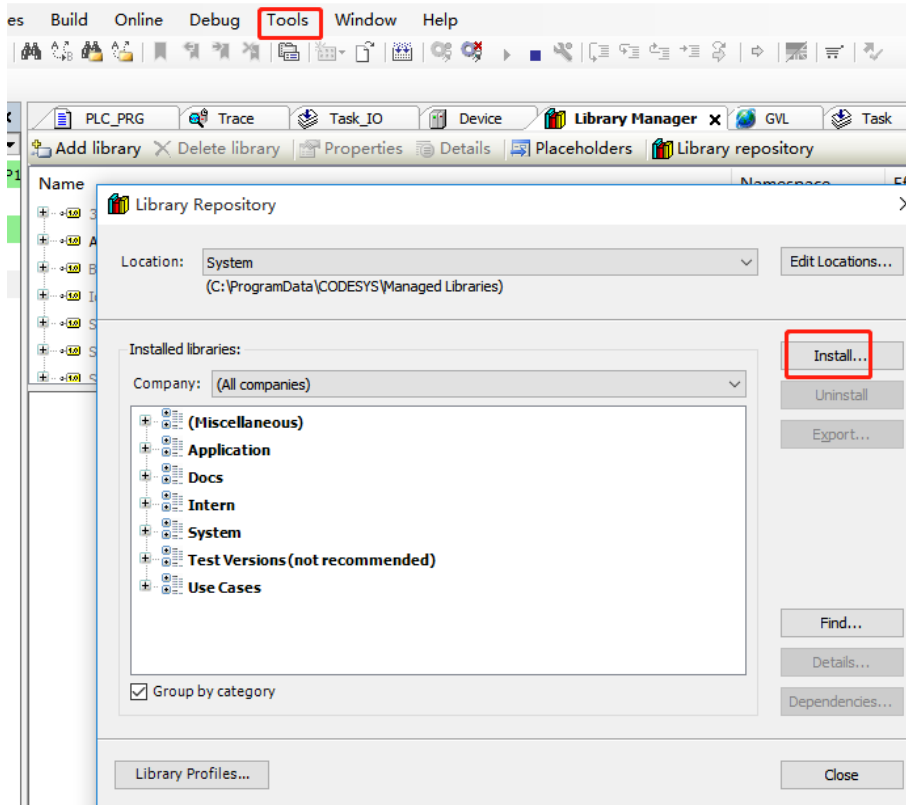 es Build Online Debug Tools Window Help
PLC_PRG Trace Task_IO Device Library Manager x GVL Task
Add library Delete library Properties Details Placeholders Library repository
P1
Name Namespace Ef
3
A
B
S
S
S
Library Repository
Location: System Edit Locations...
(C:\ProgramData\CODESYS\Managed Libraries)
Installed libraries: Install...
Company: (All companies)
Uninstall
(Miscellaneous)
Export...
Application
Docs
Intern
System
Test Versions (not recommended)
Use Cases
Find...
Details...
Group by category
Dependencies...
Library Profiles... Close